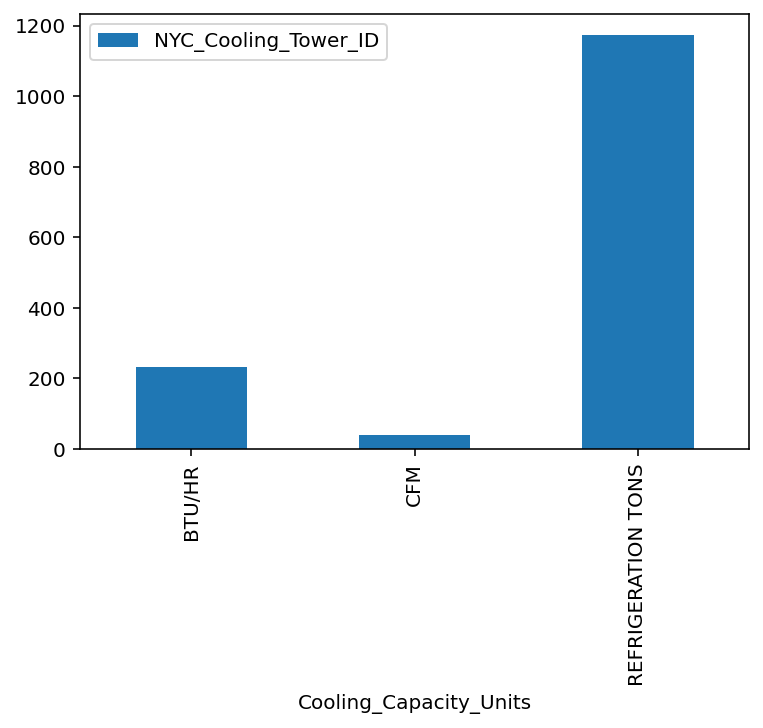 1200
1000
800
600
400
200
0
NYC_Cooling_Tower_ID
BTU/HR
CFM
REFRIGERATION TONS
Cooling_Capacity_Units